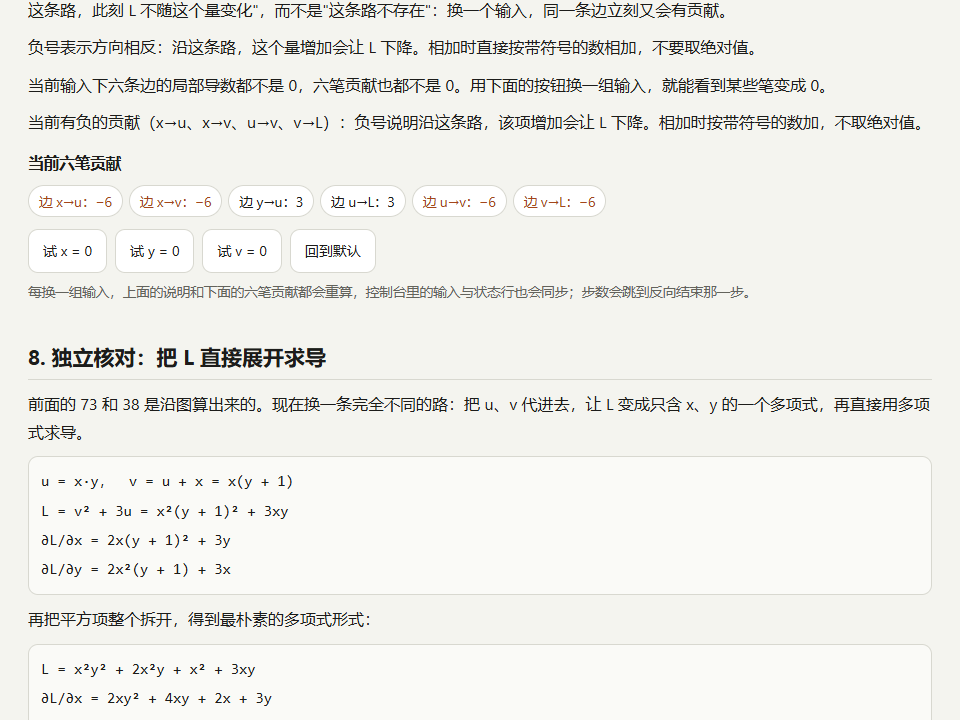 这条路，此刻 L 不随这个量变化"，而不是"这条路不存在"：换一个输入，同一条边立刻又会有贡献。
负号表示方向相反：沿这条路，这个量增加会让 L 下降。相加时直接按带符号的数相加，不要取绝对值。
当前输入下六条边的局部导数都不是 0，六笔贡献也都不是 0。用下面的按钮换一组输入，就能看到某些笔变成 0。
当前有负的贡献（x→u、x→v、u→v、v→L）：负号说明沿这条路，该项增加会让 L 下降。相加时按带符号的数加，不取绝对值。
当前六笔贡献
边 x→u：−6 边 x→v：−6 边 y→u：3 边 u→L：3 边 u→v：−6 边 v→L：−6
试 x = 0 试 y = 0 试 v = 0 回到默认
每换一组输入，上面的说明和下面的六笔贡献都会重算，控制台里的输入与状态行也会同步；步数会跳到反向结束那一步。
8. 独立核对：把 L 直接展开求导
前面的 73 和 38 是沿图算出来的。现在换一条完全不同的路：把 u、v 代进去，让 L 变成只含 x、y 的一个多项式，再直接用多项
式求导。
u = x·y,  v = u + x = x(y + 1)
L = v² + 3u = x²(y + 1)² + 3xy
∂L/∂x = 2x(y + 1)² + 3y
∂L/∂y = 2x²(y + 1) + 3x
再把平方项整个拆开，得到最朴素的多项式形式：
L = x²y² + 2x²y + x² + 3xy
∂L/∂x = 2xy² + 4xy + 2x + 3y